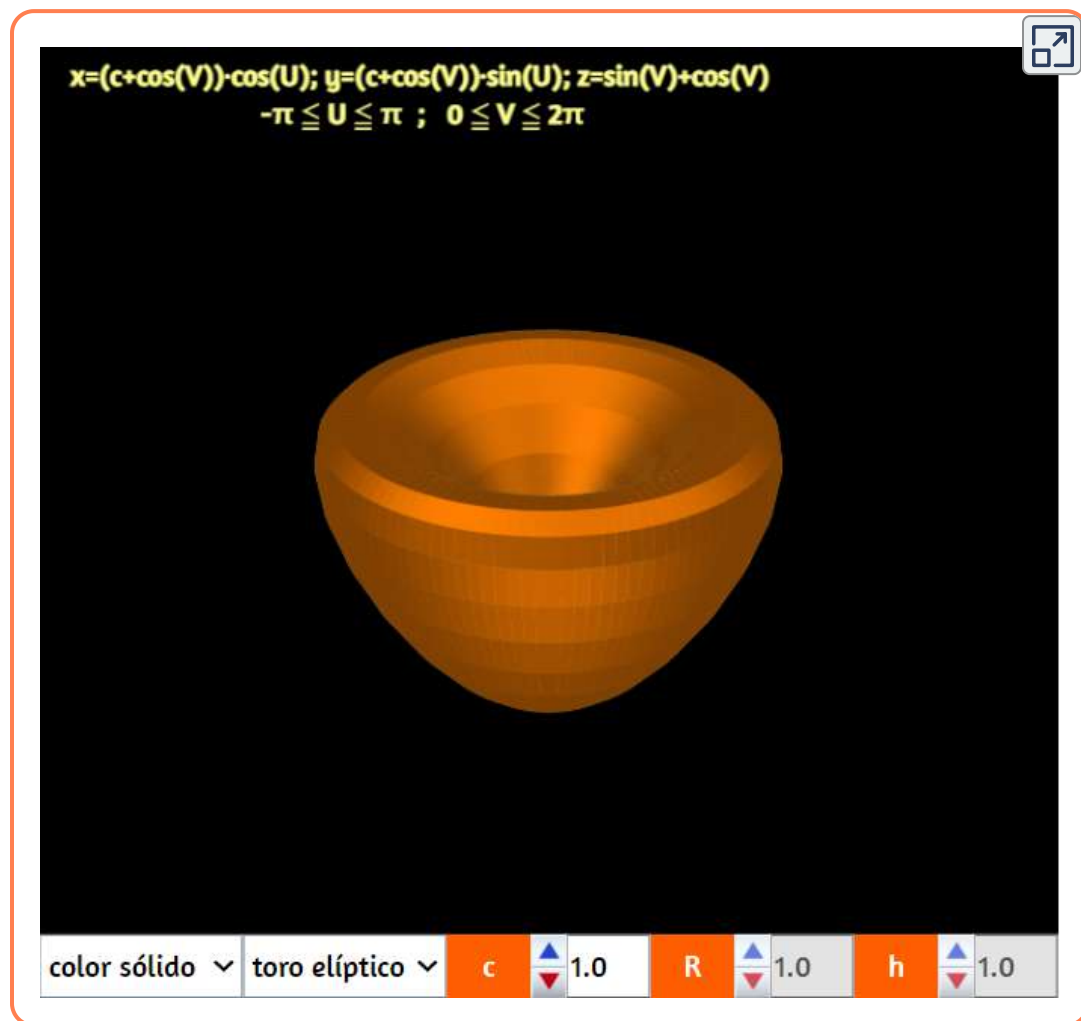 x=(c+cos(V))·cos(U); y=(c+cos(V))·sin(U); z=sin(V)+cos(V)
-π ≦ U ≦ π ; 0 ≦ V ≦ 2π
color sólido toro elíptico c 1.0 R 1.0 h 1.0